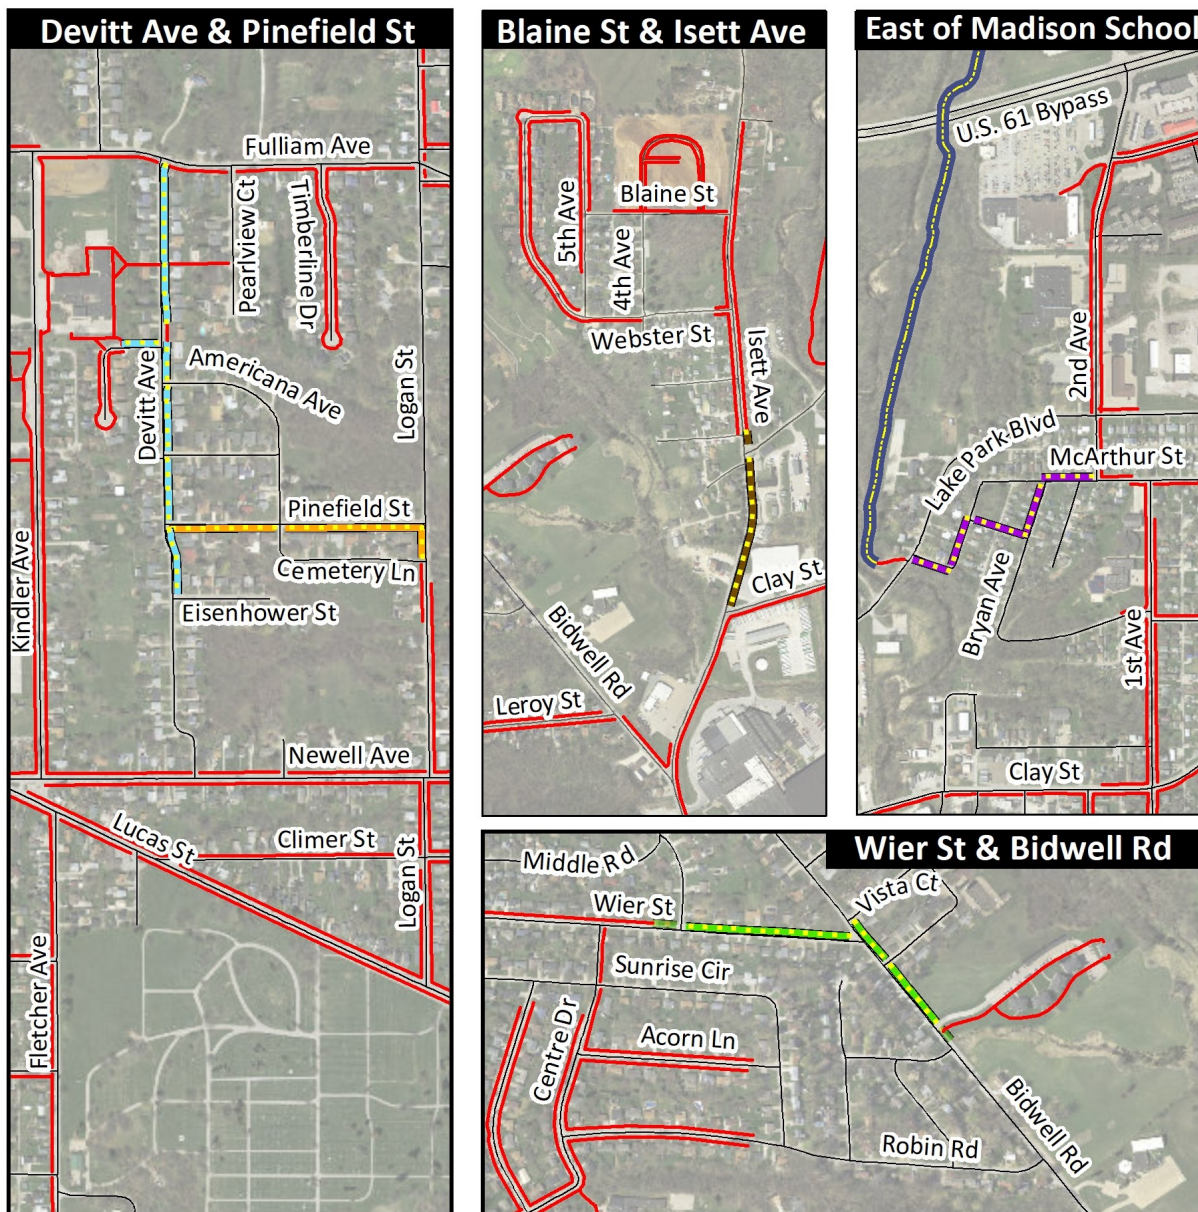 Devitt Ave & Pinefield St
Fulliam Ave
Pearlview Ct
Timberline Dr
Logan St
Devitt Ave
Americana Ave
Pinefield St
Cemetery Ln
Eisenhower St
Kindler Ave
Newell Ave
Lucas St
Climer St
Logan St
Fletcher Ave
Blaine St & Isett Ave
Blaine St
5th Ave
4th Ave
Webster St
Isett Ave
Clay St
Bidwell Rd
Leroy St
East of Madison School
U.S. 61 Bypass
2nd Ave
Lake Park Blvd
McArthur St
Bryan Ave
1st Ave
Clay St
Wier St & Bidwell Rd
Middle Rd
Vista Ct
Wier St
Sunrise Cir
Centre Dr
Acorn Ln
Robin Rd
Bidwell Rd